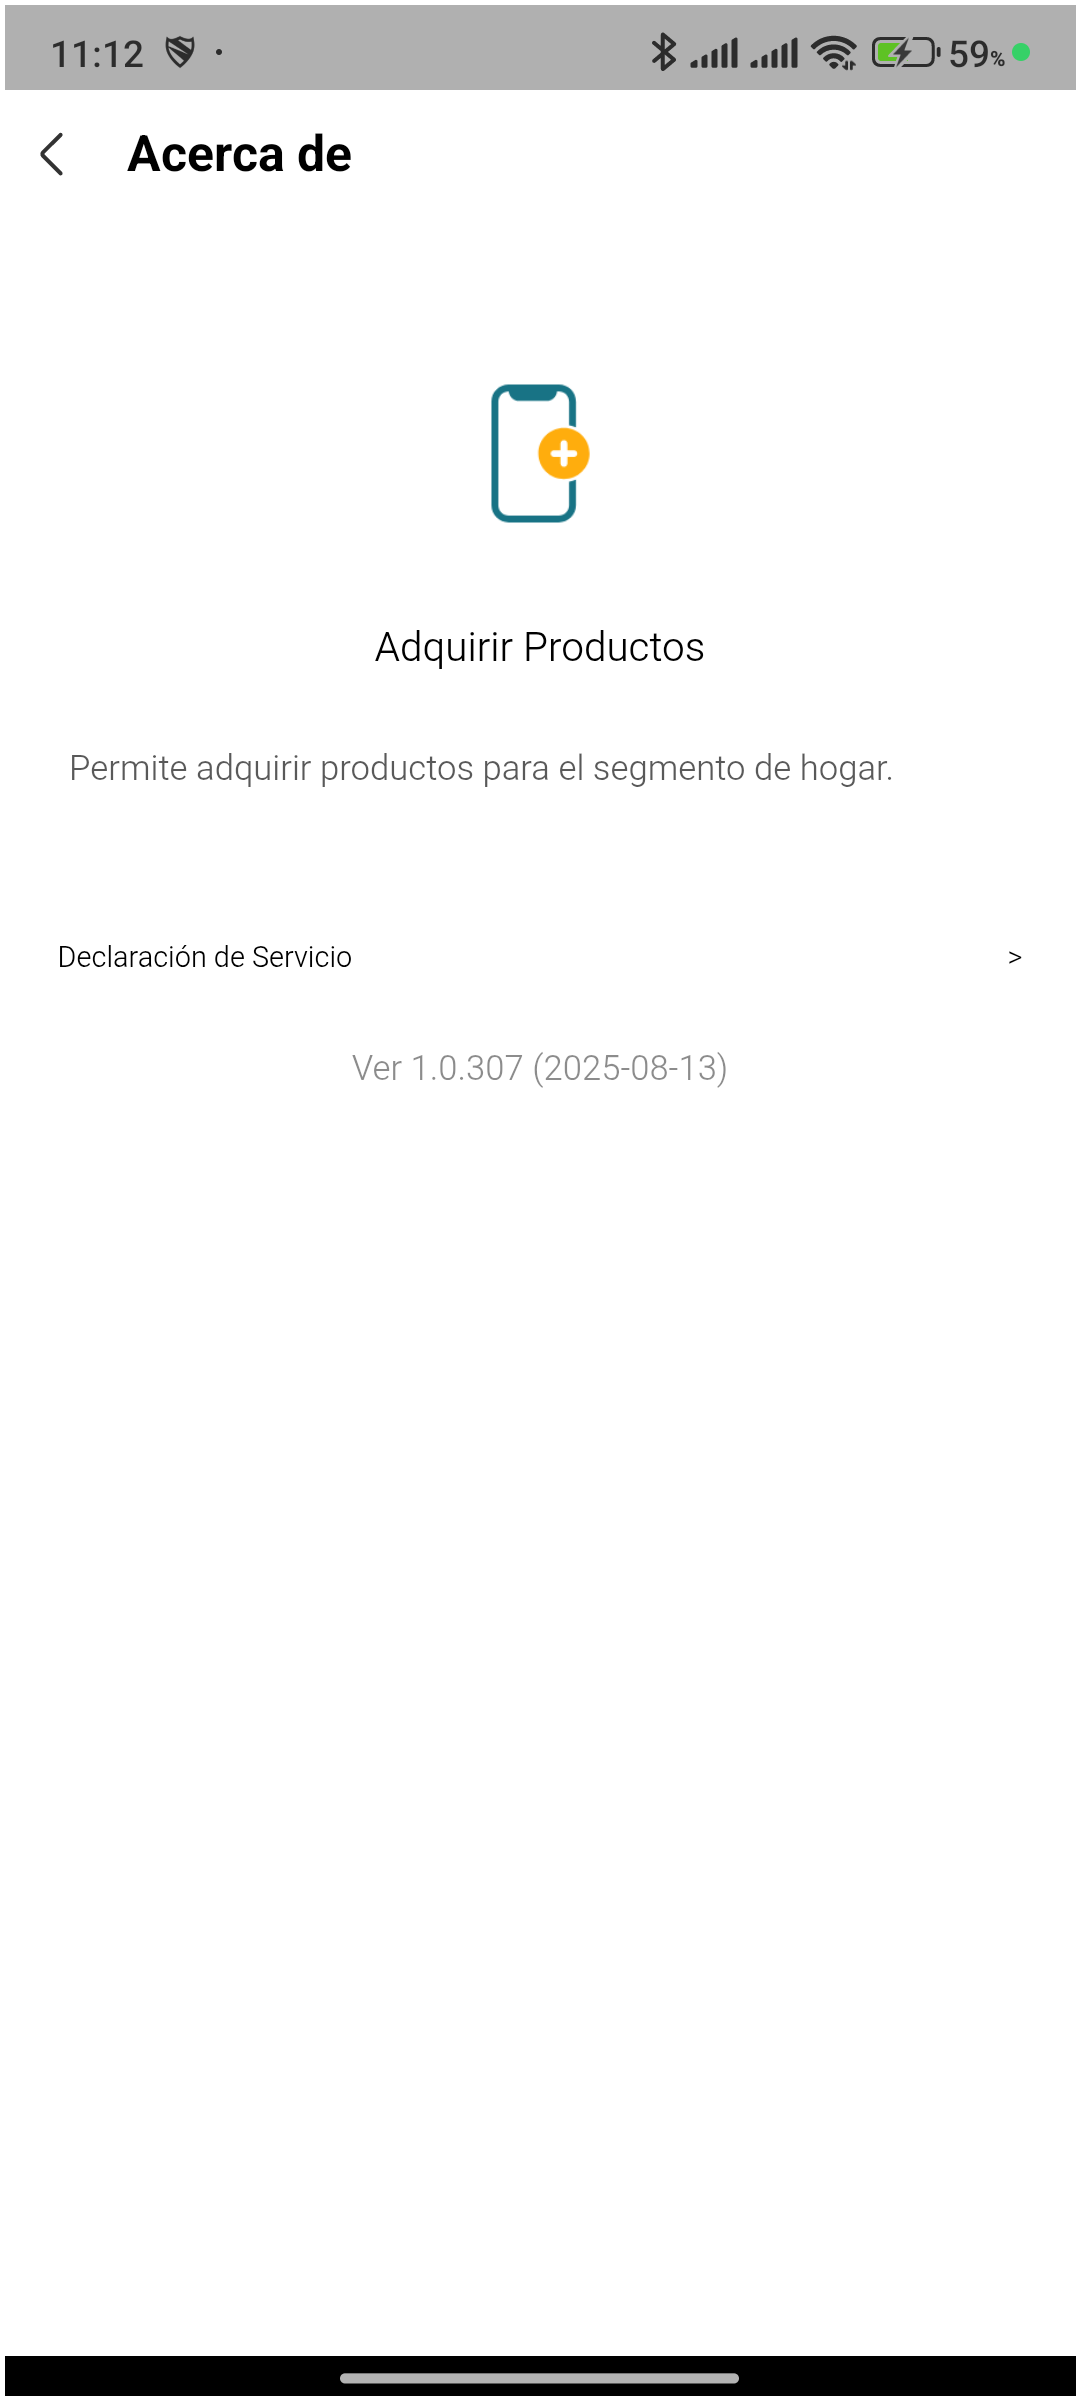 11:12
59%
Acerca de
Adquirir Productos
Permite adquirir productos para el segmento de hogar.
Declaración de Servicio >
Ver 1.0.307 (2025-08-13)